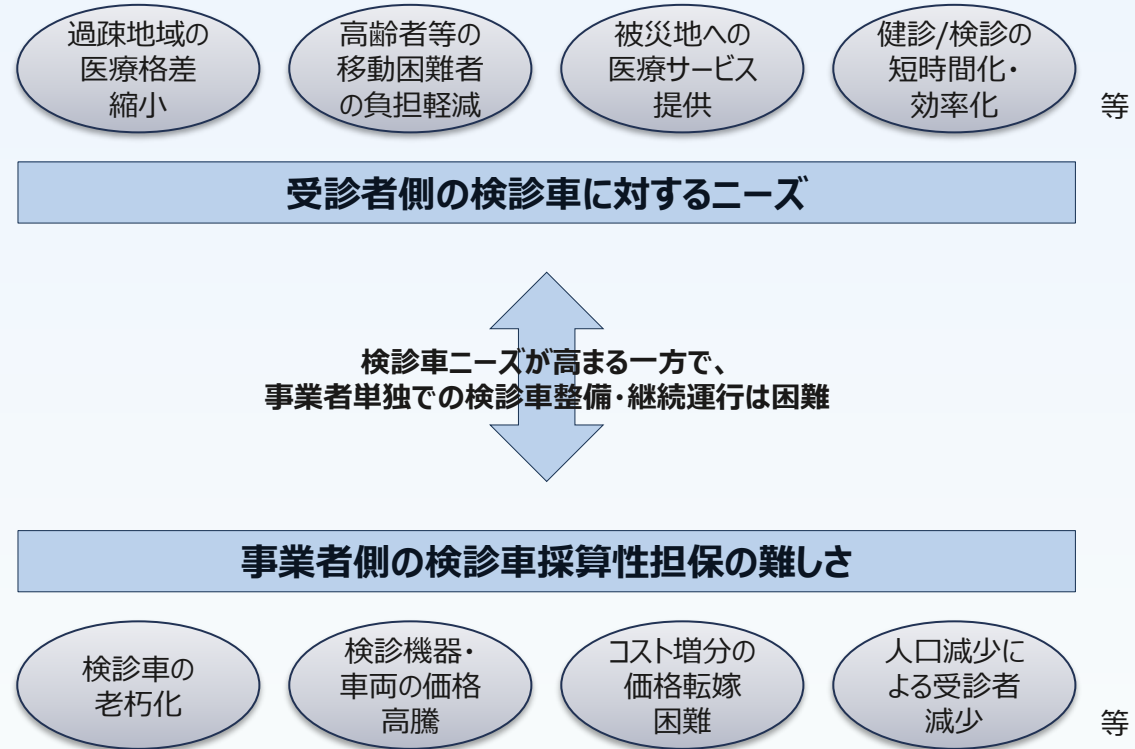 過疎地域の
医療格差
縮小
高齢者等の
移動困難者
の負担軽減
被災地への
医療サービス
提供
健診/検診の
短時間化・
効率化
等
受診者側の検診車に対するニーズ
検診車ニーズが高まる一方で、
事業者単独での検診車整備・継続運行は困難
事業者側の検診車採算性担保の難しさ
検診車の
老朽化
検診機器・
車両の価格
高騰
コスト増分の
価格転嫁
困難
人口減少に
よる受診者
減少
等